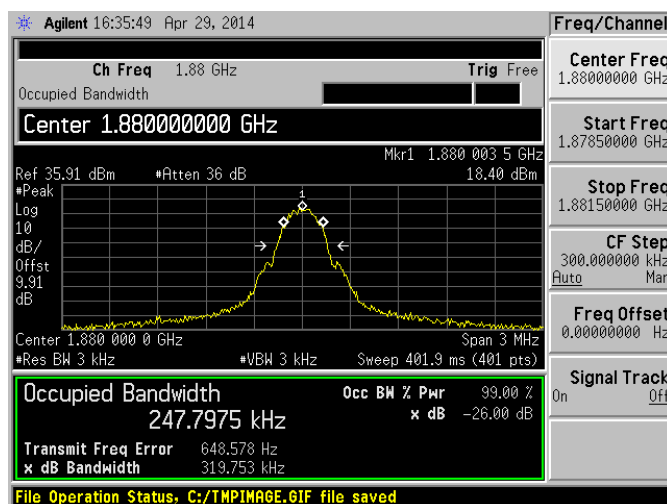 Agilent 16:35:49 Apr 29, 2014
Freq/Channel
Ch Freq 1.88 GHz Trig Free
Occupied Bandwidth
Center 1.880000000 GHz
Mkr1 1.880 003 5 GHz
Ref 35.91 dBm #Atten 36 dB 18.40 dBm
#Peak
Log
10
dB/
Offst
9.91
dB
1
Center 1.880 000 0 GHz Span 3 MHz
#Res BW 3 kHz #VBW 3 kHz Sweep 401.9 ms (401 pts)
Occupied Bandwidth Occ BW % Pwr 99.00 %
247.7975 kHz x dB -26.00 dB
Transmit Freq Error 648.578 Hz
x dB Bandwidth 319.753 kHz
File Operation Status, C:/TMPIMAGE.GIF file saved
Center Freq
1.88000000 GHz
Start Freq
1.87850000 GHz
Stop Freq
1.88150000 GHz
CF Step
300.000000 kHz
Auto Man
Freq Offset
0.00000000 Hz
Signal Track
On Off